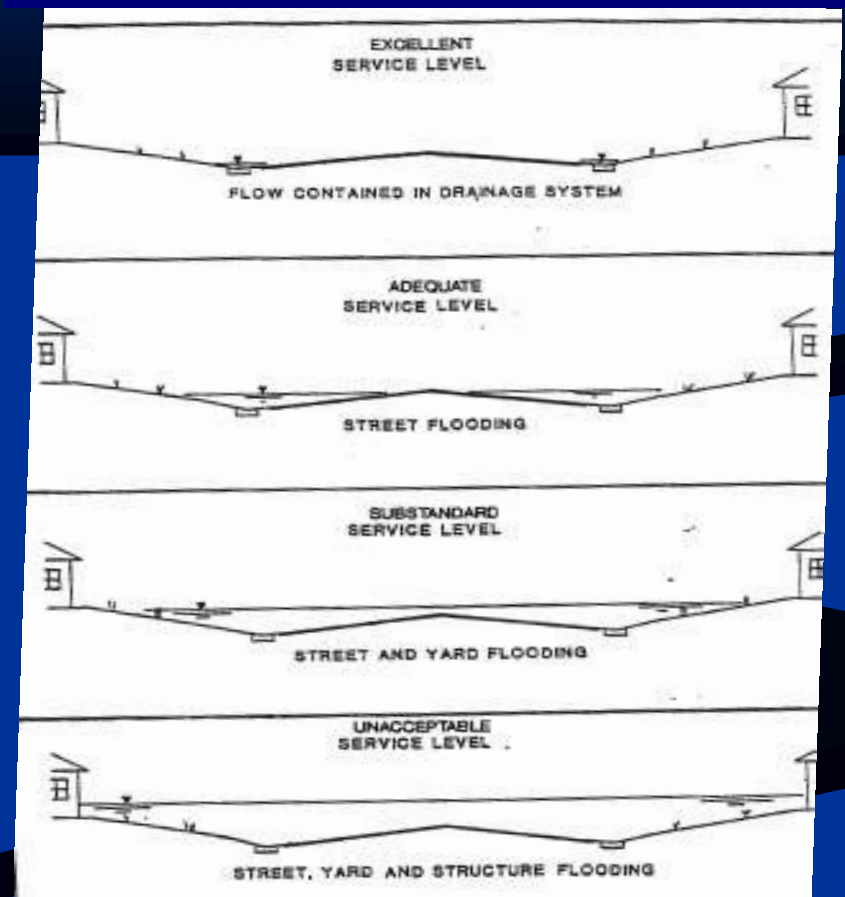 EXCELLENT
SERVICE LEVEL
FLOW CONTAINED IN DRAINAGE SYSTEM
ADEQUATE
SERVICE LEVEL
STREET FLOODING
SUBSTANDARD
SERVICE LEVEL
STREET AND YARD FLOODING
UNACCEPTABLE
SERVICE LEVEL
STREET, YARD AND STRUCTURE FLOODING